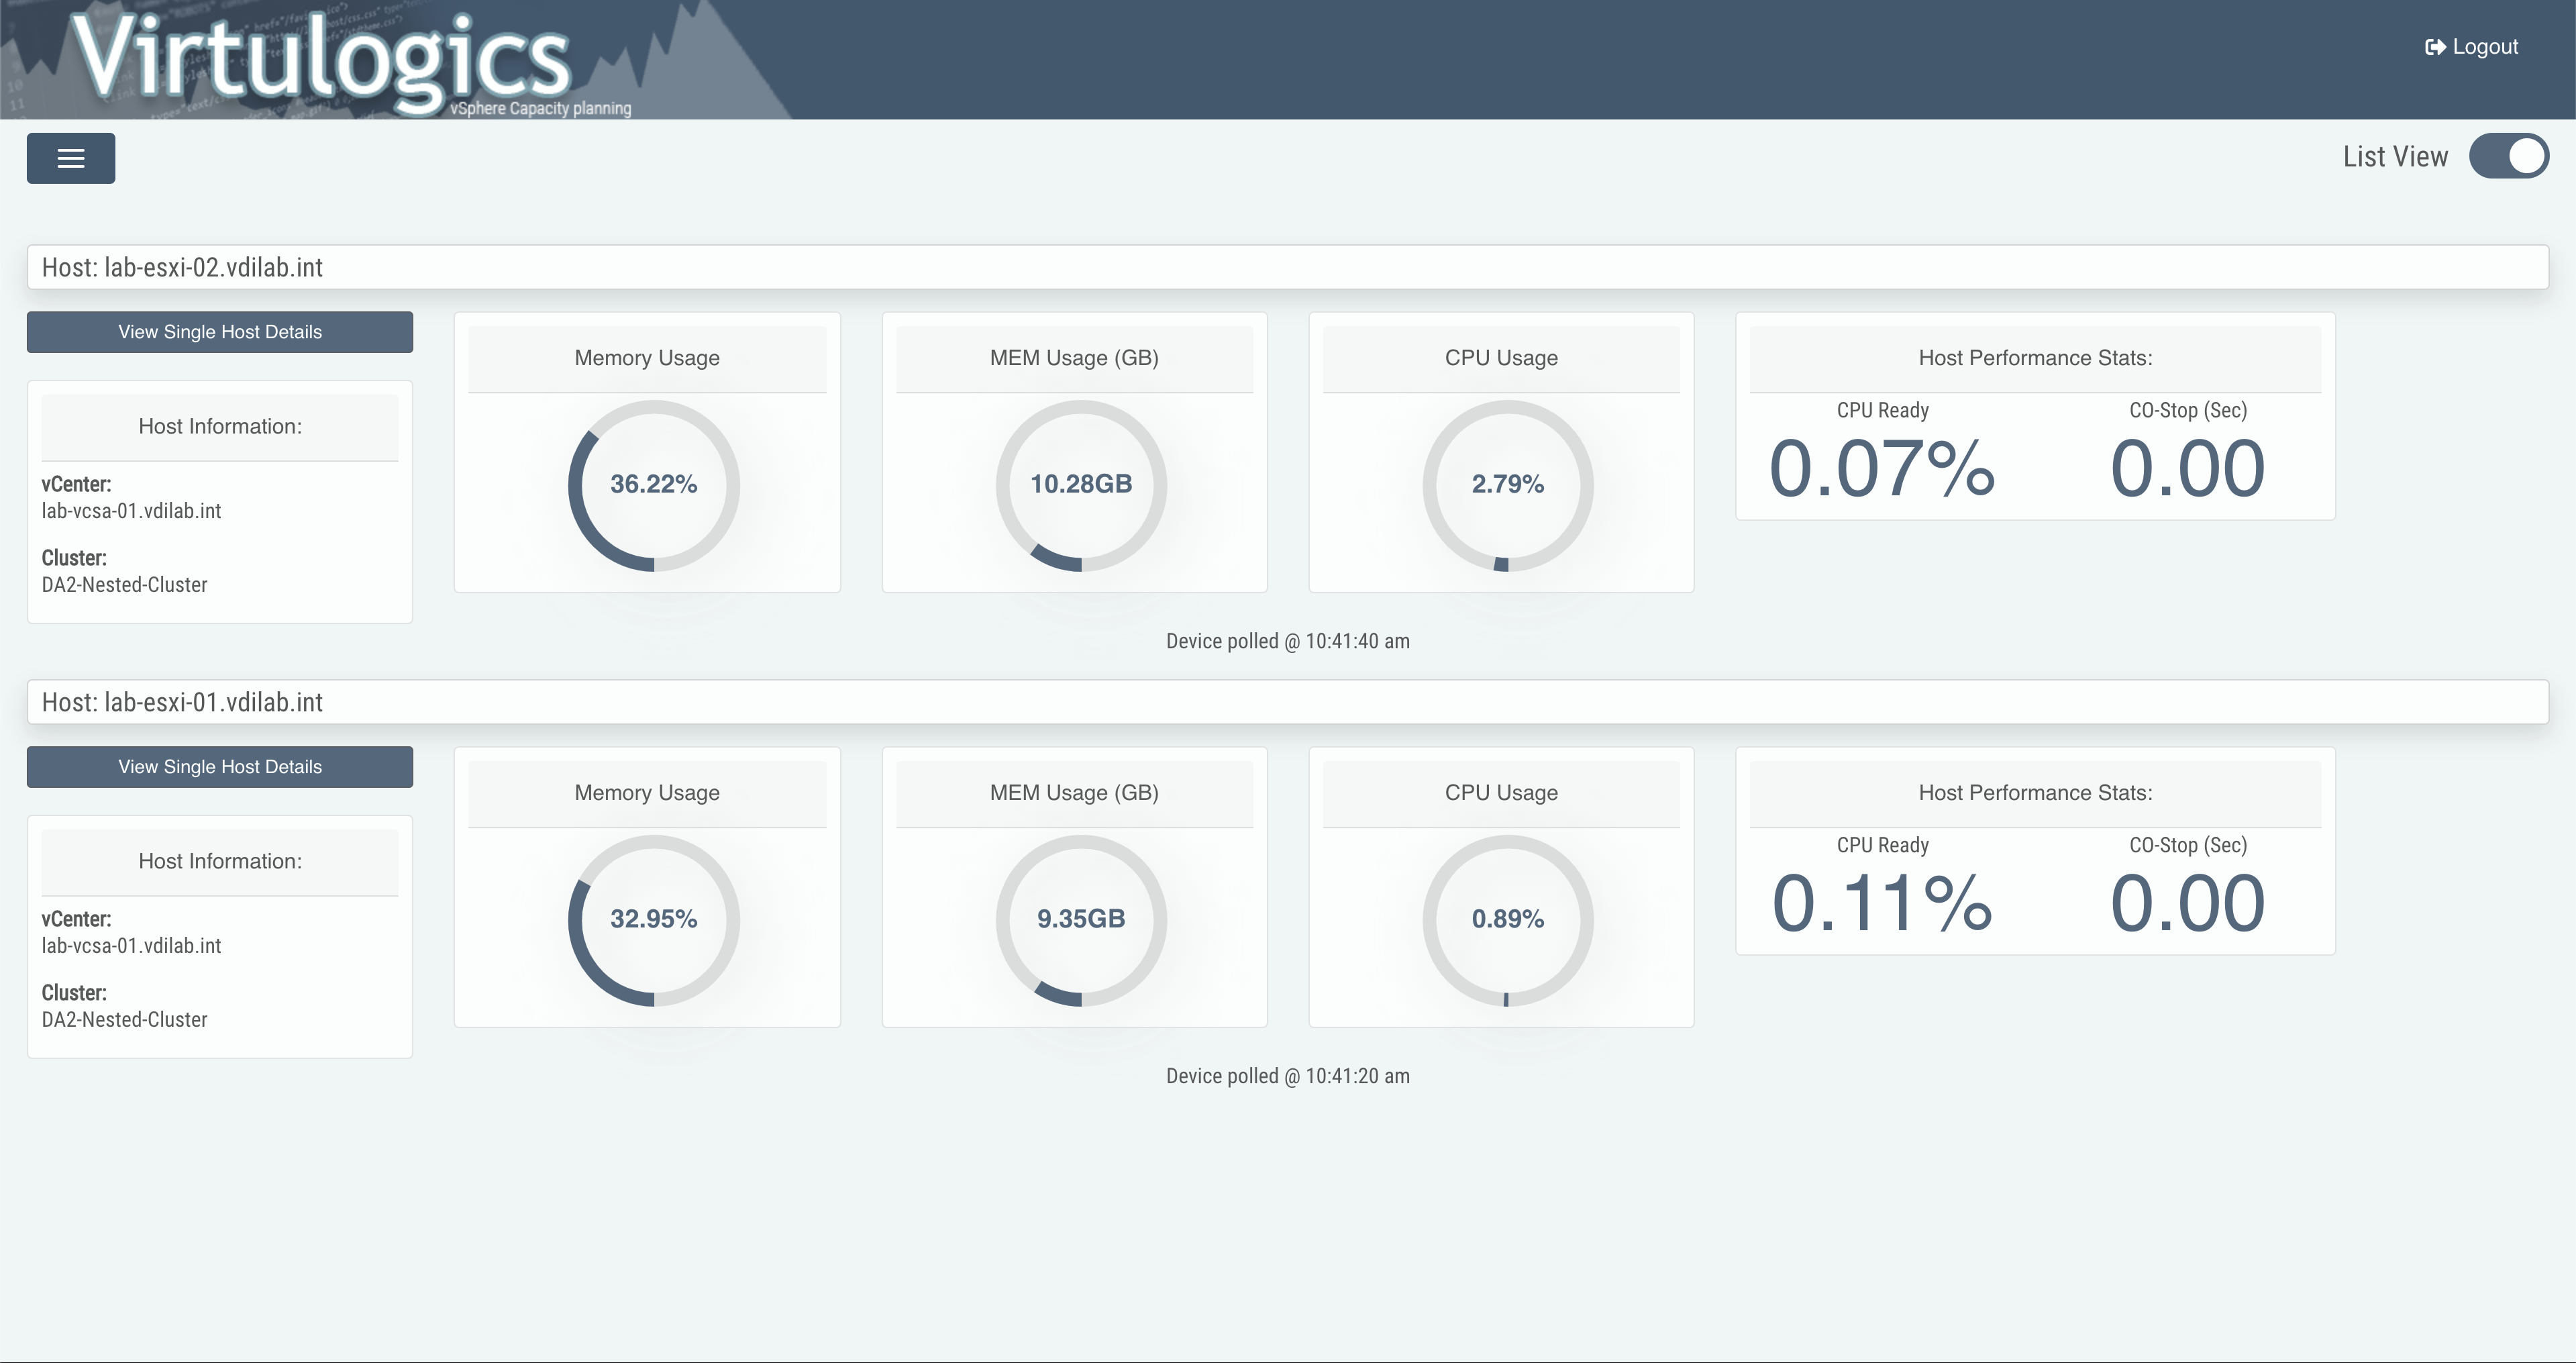 Virtulogics
vSphere Capacity planning
Logout
List View
Host: lab-esxi-02.vdilab.int
View Single Host Details
Host Information:
vCenter:
lab-vcsa-01.vdilab.int
Cluster:
DA2-Nested-Cluster
Memory Usage
36.22%
MEM Usage (GB)
10.28GB
CPU Usage
2.79%
Host Performance Stats:
CPU Ready
0.07%
CO-Stop (Sec)
0.00
Device polled @ 10:41:40 am
Host: lab-esxi-01.vdilab.int
View Single Host Details
Host Information:
vCenter:
lab-vcsa-01.vdilab.int
Cluster:
DA2-Nested-Cluster
Memory Usage
32.95%
MEM Usage (GB)
9.35GB
CPU Usage
0.89%
Host Performance Stats:
CPU Ready
0.11%
CO-Stop (Sec)
0.00
Device polled @ 10:41:20 am